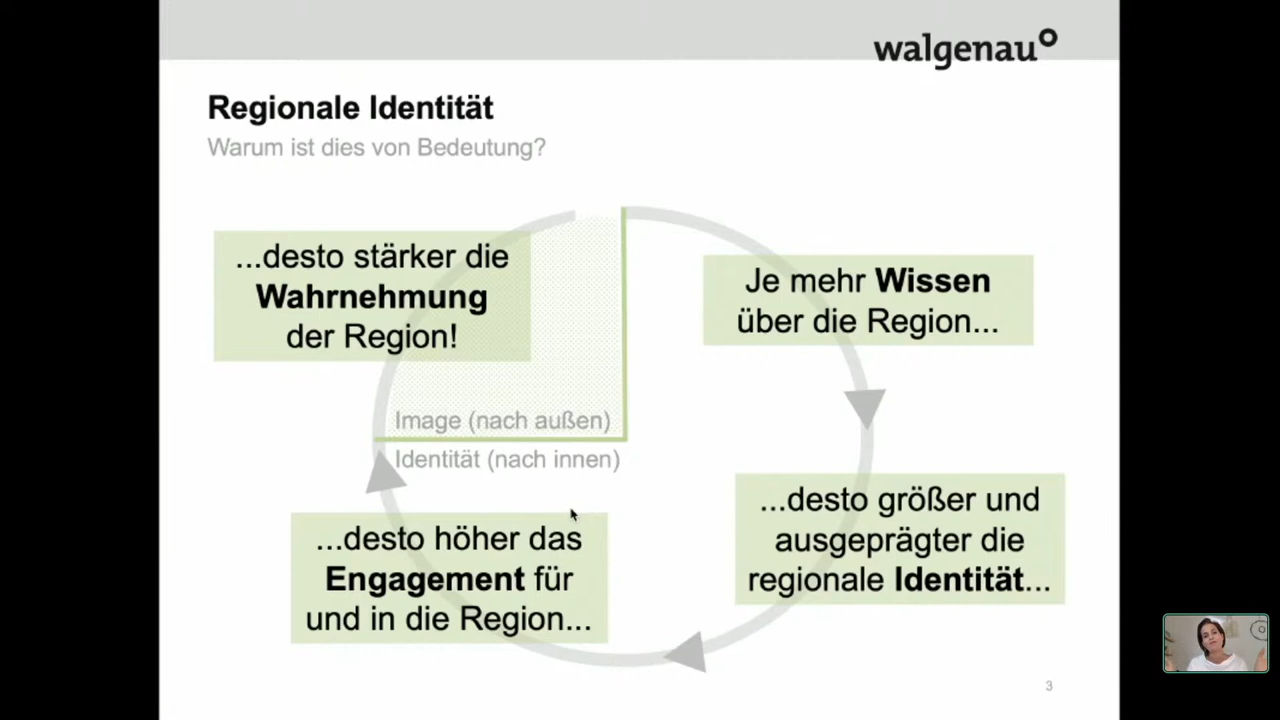 walgenau°
Regionale Identität
Warum ist dies von Bedeutung?
...desto stärker die
Wahrnehmung
der Region!
Je mehr Wissen
über die Region...
Image (nach außen)
Identität (nach innen)
...desto größer und
ausgeprägter die
regionale Identität...
...desto höher das
Engagement für
und in die Region...
3